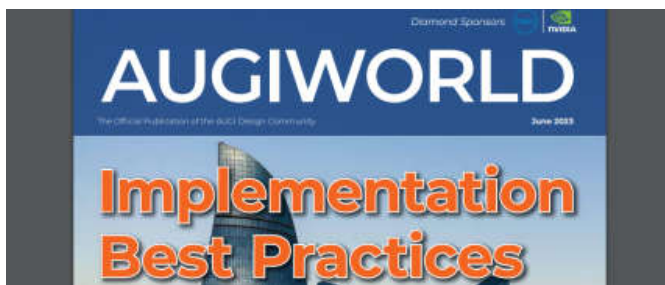 Diamond Sponsors
NVIDIA
AUGIWORLD
The Official Publication of the AUGI Design Community
June 2023
Implementation
Best Practices